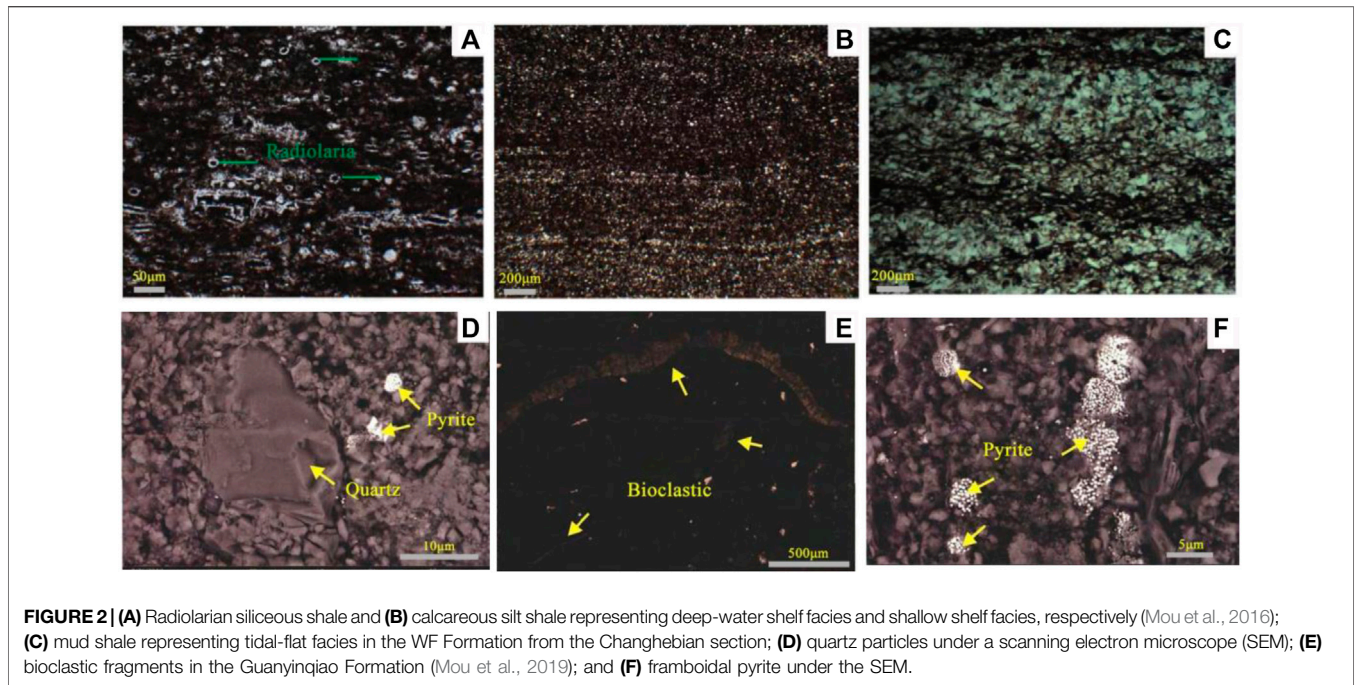 A
B
C
Radiolaria
50μm
200μm
200μm
D
E
F
Pyrite
Pyrite
Quartz
Bioclastic
10μm
500μm
5μm
FIGURE 2 | (A) Radiolarian siliceous shale and (B) calcareous silt shale representing deep-water shelf facies and shallow shelf facies, respectively (Mou et al., 2016);
(C) mud shale representing tidal-flat facies in the WF Formation from the Changhebian section; (D) quartz particles under a scanning electron microscope (SEM); (E)
bioclastic fragments in the Guanyinqiao Formation (Mou et al., 2019); and (F) framboidal pyrite under the SEM.